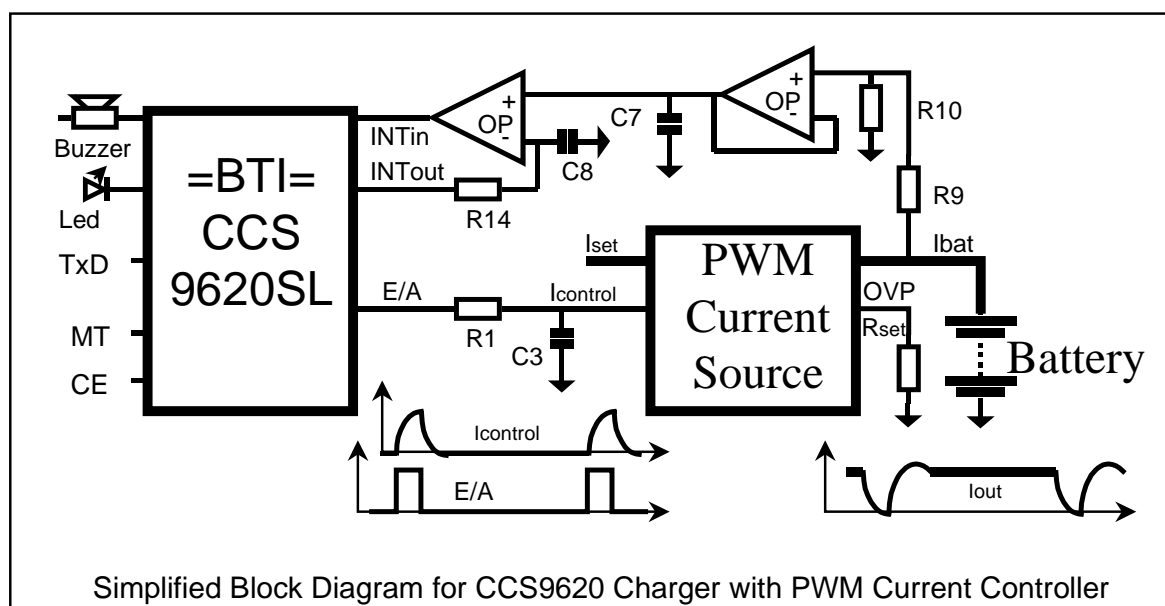 Buzzer
Led
TxD
MT
CE
=BTI=
CCS
9620SL
INTin
INTout
E/A
R14
R1
C8
C3
C7
+
OP
-
+
OP
-
R10
R9
Iset
Icontrol
PWM
Current
Source
Ibat
OVP
Rset
Battery
Icontrol
E/A
Iout
Simplified Block Diagram for CCS9620 Charger with PWM Current Controller